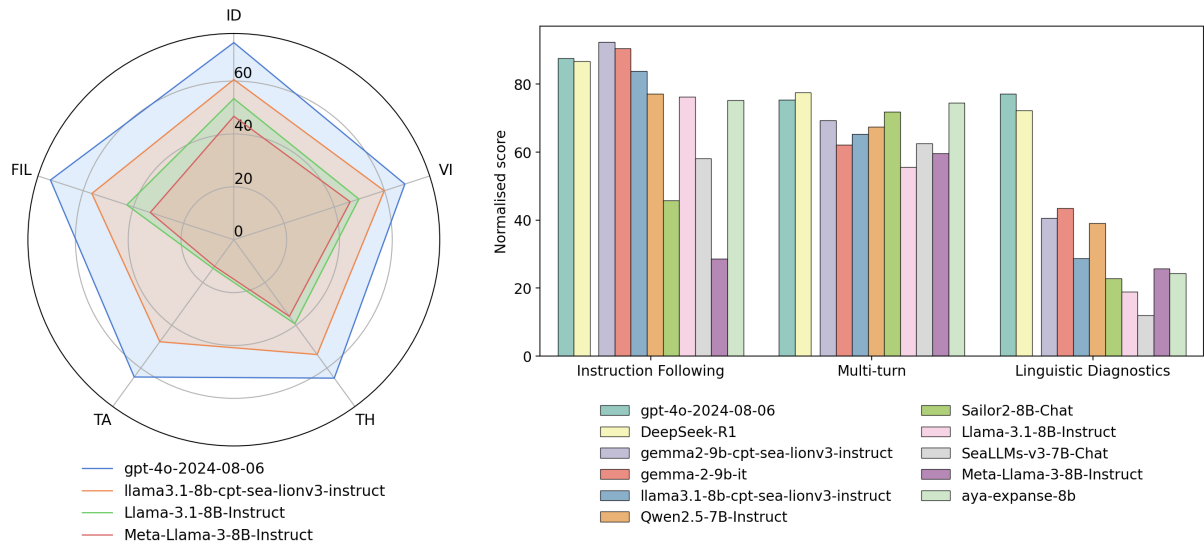 ID
VI
TH
TA
FIL
60
40
20
0
gpt-4o-2024-08-06
llama3.1-8b-cpt-sea-lionv3-instruct
Llama-3.1-8B-Instruct
Meta-Llama-3-8B-Instruct
Normalised score
80
60
40
20
0
Instruction Following
Multi-turn
Linguistic Diagnostics
gpt-4o-2024-08-06
DeepSeek-R1
gemma2-9b-cpt-sea-lionv3-instruct
gemma-2-9b-it
llama3.1-8b-cpt-sea-lionv3-instruct
Qwen2.5-7B-Instruct
Sailor2-8B-Chat
Llama-3.1-8B-Instruct
SeaLLMs-v3-7B-Chat
Meta-Llama-3-8B-Instruct
aya-expanse-8b